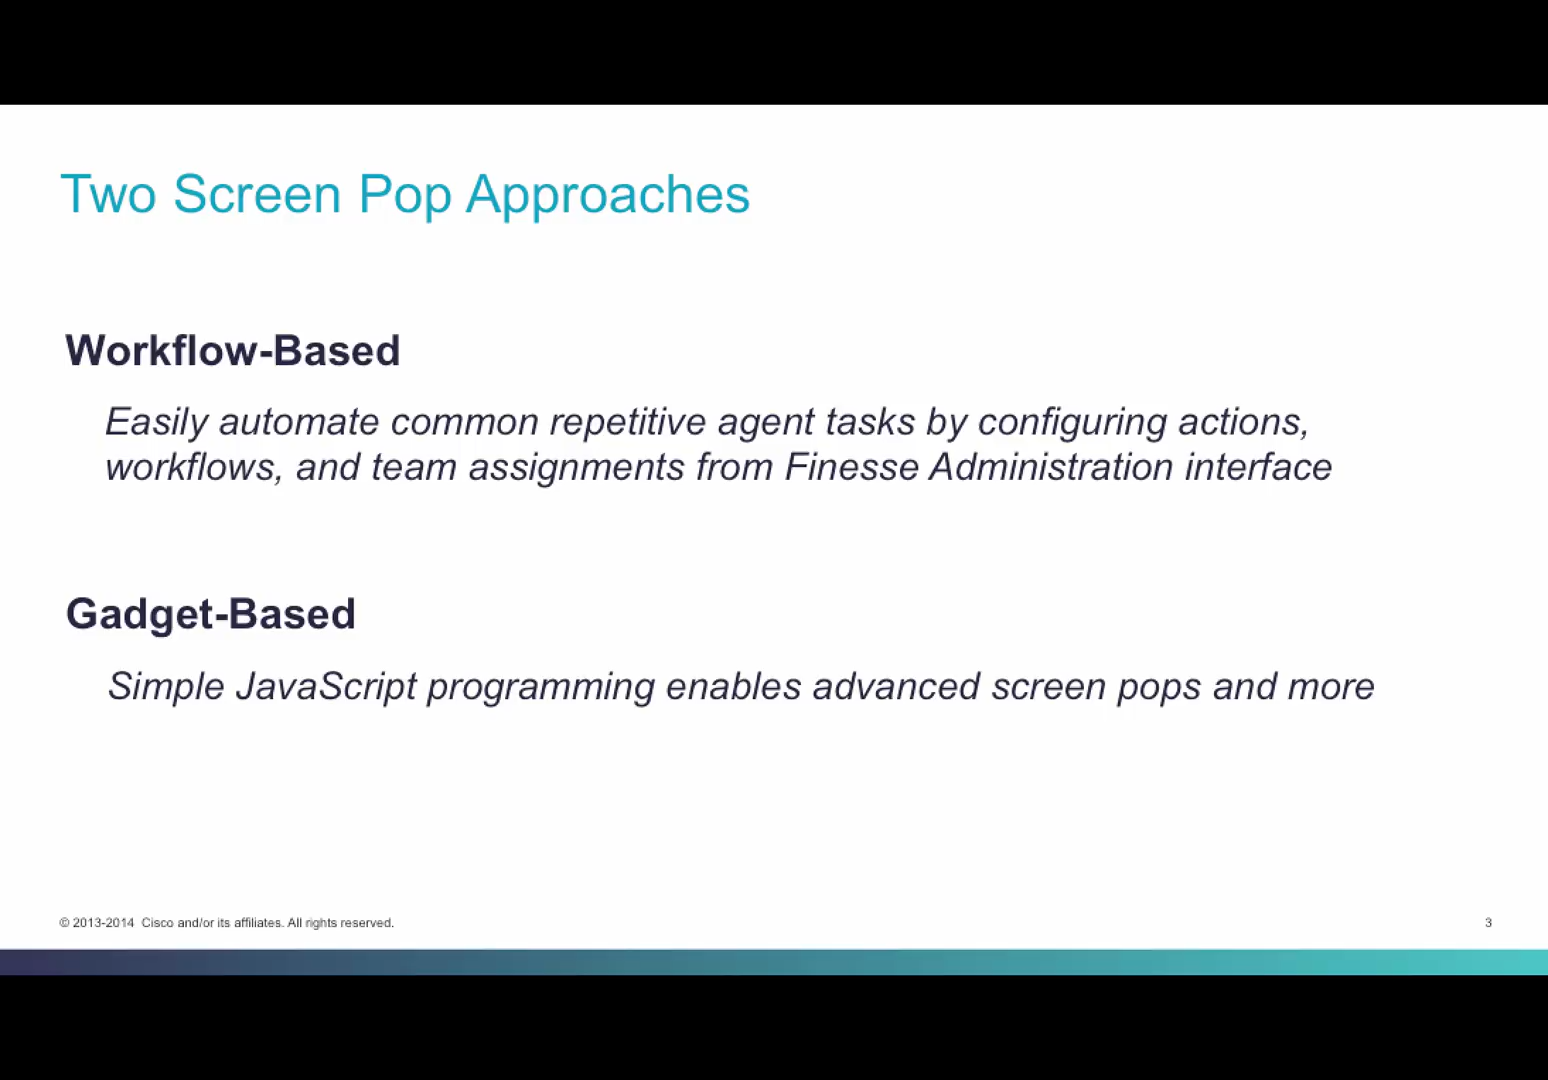 Two Screen Pop Approaches
Workflow-Based
Easily automate common repetitive agent tasks by configuring actions,
workflows, and team assignments from Finesse Administration interface
Gadget-Based
Simple JavaScript programming enables advanced screen pops and more
© 2013-2014 Cisco and/or its affiliates. All rights reserved.
3